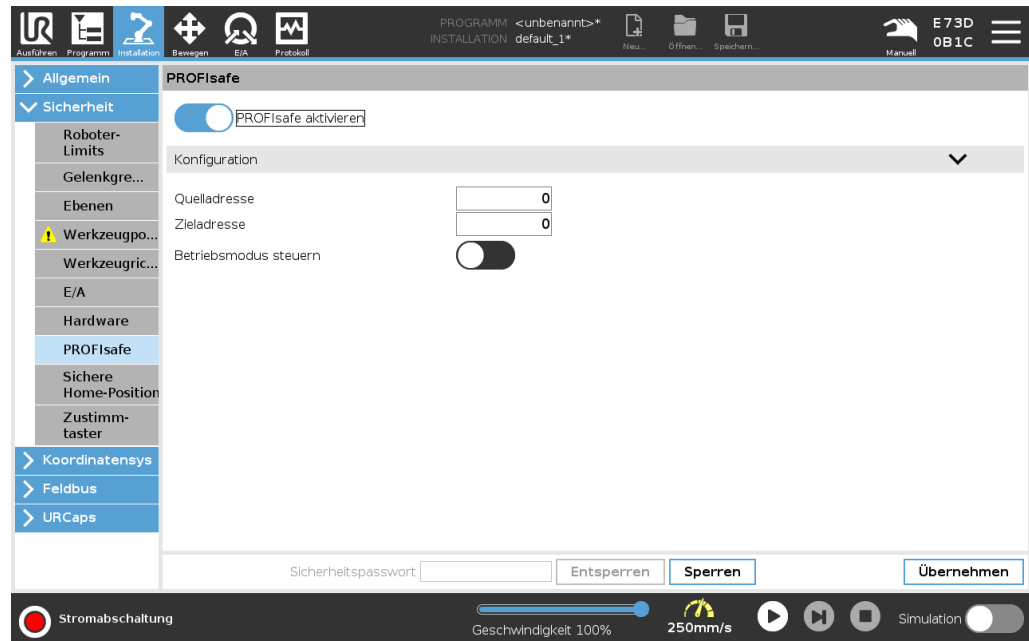 PROGRAMM <unbenannt>*
INSTALLATION default_1*
Ausführen Programm Installation Bewegen E/A Protokoll
Neu... Öffnen... Speichern...
Manuell
E73D
0B1C
Allgemein
Sicherheit
Roboter-
Limits
Gelenkgre...
Ebenen
Werkzeugpo...
Werkzeugric...
E/A
Hardware
PROFIsafe
Sichere
Home-Position
Zustimm-
taster
Koordinatensys
Feldbus
URCaps
PROFIsafe
PROFIsafe aktivieren
Konfiguration
Quelladresse 0
Zieladresse 0
Betriebsmodus steuern
Sicherheitspasswort Entsperren Sperren Übernehmen
Stromabschaltung
Geschwindigkeit 100%
250mm/s
Simulation